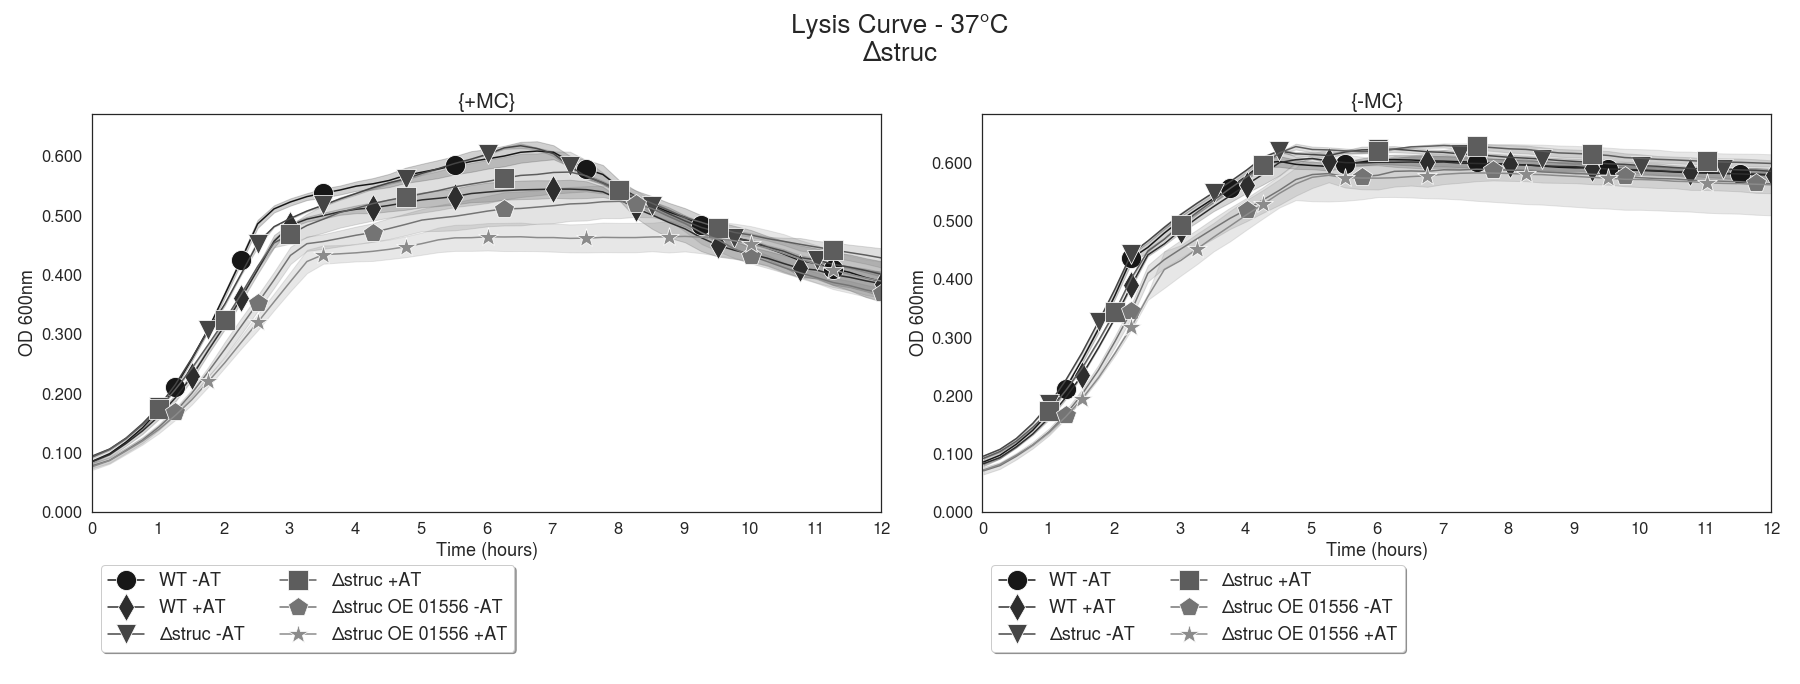 Lysis Curve - 37°C
Δstruc
{+MC}
0.600
0.500
0.400
0.300
0.200
0.100
0.000
OD 600nm
0 1 2 3 4 5 6 7 8 9 10 11 12
Time (hours)
WT -AT
WT +AT
Δstruc -AT
Δstruc +AT
Δstruc OE 01556 -AT
Δstruc OE 01556 +AT
{-MC}
0.600
0.500
0.400
0.300
0.200
0.100
0.000
OD 600nm
0 1 2 3 4 5 6 7 8 9 10 11 12
Time (hours)
WT -AT
WT +AT
Δstruc -AT
Δstruc +AT
Δstruc OE 01556 -AT
Δstruc OE 01556 +AT